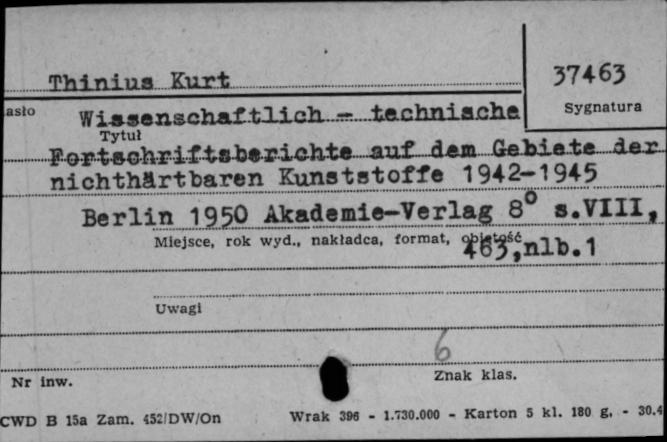 Thinius Kurt
37463
asło
Wissenschaftlich - technische
Sygnatura
Tytuł
Fortschriftsberichte auf dem Gebiete der
nichthärtbaren Kunststoffe 1942-1945
Berlin 1950 Akademie-Verlag 8° s.VIII,
Miejsce, rok wyd., nakładca, format, objętość
463,nlb.1
Uwagi
6
Nr inw.
Znak klas.
CWD B 15a Zam. 452/DW/On
Wrak 396 - 1.730.000 - Karton 5 kl. 180 g. - 30.4